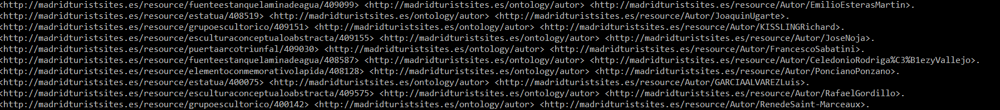 <http://madridturistsites.es/resource/fuenteestanquelaminadeagua/409099> <http://madridturistsites.es/ontology/autor> <http://madridturistsites.es/resource/Autor/EmilioEsterasMartin>.
<http://madridturistsites.es/resource/estatua/408519> <http://madridturistsites.es/ontology/autor> <http://madridturistsites.es/resource/Autor/JoaquinUgarte>.
<http://madridturistsites.es/resource/grupoescultorico/409151> <http://madridturistsites.es/ontology/autor> <http://madridturistsites.es/resource/Autor/KISSLINGRichard>.
<http://madridturistsites.es/resource/esculturaconceptualoabstracta/409155> <http://madridturistsites.es/ontology/autor> <http://madridturistsites.es/resource/Autor/JoseNoja>.
<http://madridturistsites.es/resource/puertaarcotriunfal/409030> <http://madridturistsites.es/ontology/autor> <http://madridturistsites.es/resource/Autor/FrancescoSabatini>.
<http://madridturistsites.es/resource/fuenteestanquelaminadeagua/408587> <http://madridturistsites.es/ontology/autor> <http://madridturistsites.es/resource/Autor/CeledonioRodriga%C3%B1ezyVallejo>.
<http://madridturistsites.es/resource/elementoconmemorativolapida/408128> <http://madridturistsites.es/ontology/autor> <http://madridturistsites.es/resource/Autor/PoncianoPonzano>.
<http://madridturistsites.es/resource/estatua/400075> <http://madridturistsites.es/ontology/autor> <http://madridturistsites.es/resource/Autor/GARCIAALVAREZLuis>.
<http://madridturistsites.es/resource/esculturaconceptualoabstracta/409575> <http://madridturistsites.es/ontology/autor> <http://madridturistsites.es/resource/Autor/RafaelGordillo>.
<http://madridturistsites.es/resource/grupoescultorico/400142> <http://madridturistsites.es/ontology/autor> <http://madridturistsites.es/resource/Autor/RenedeSaint-Marceaux>.